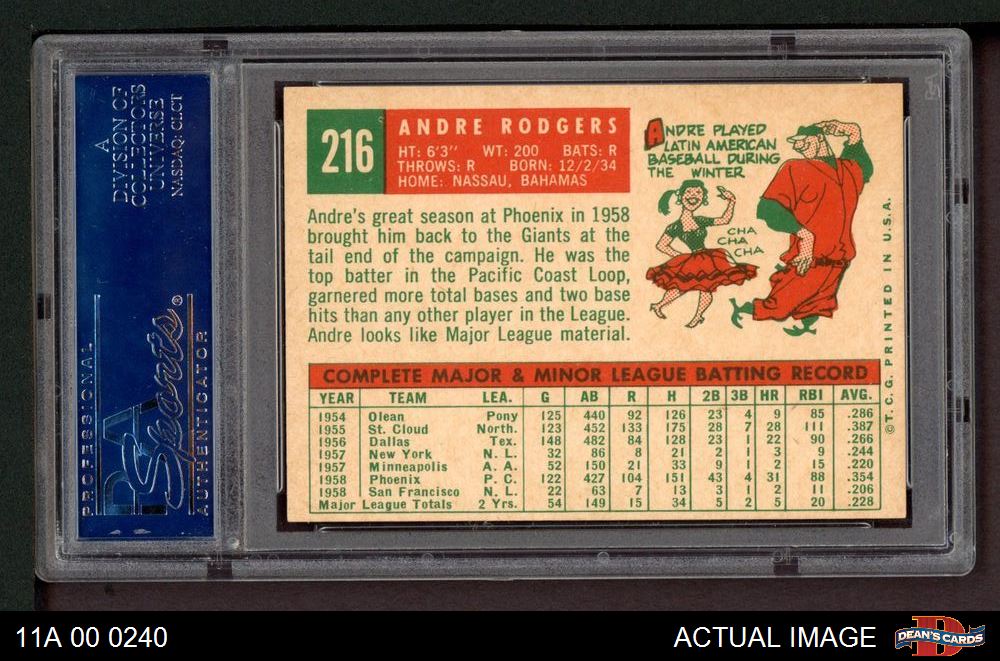 A
DIVISION OF
COLLECTORS
UNIVERSE
NASDAQ: CLCT
PROFESSIONAL
PSA
Sports®
AUTHENTICATOR
216
ANDRE RODGERS
HT: 6'3" WT: 200 BATS: R
THROWS: R BORN: 12/2/34
HOME: NASSAU, BAHAMAS
Andre's great season at Phoenix in 1958
brought him back to the Giants at the
tail end of the campaign. He was the
top batter in the Pacific Coast Loop,
garnered more total bases and two base
hits than any other player in the League.
Andre looks like Major League material.
ANDRE PLAYED
LATIN AMERICAN
BASEBALL DURING
THE WINTER
CHA
CHA
CHA
COMPLETE MAJOR & MINOR LEAGUE BATTING RECORD
YEAR TEAM LEA. G AB R H 2B 3B HR RBI AVG.
1954 Olean Pony 125 440 92 126 23 4 9 85 .286
1955 St. Cloud North. 123 452 133 175 28 7 28 111 .387
1956 Dallas Tex. 148 482 84 128 23 1 22 90 .266
1957 New York N. L. 32 86 8 21 2 1 3 9 .244
1957 Minneapolis A. A. 52 150 21 33 9 1 2 15 .220
1958 Phoenix P. C. 122 427 104 151 43 4 31 88 .354
1958 San Francisco N. L. 22 63 7 13 3 1 2 11 .206
Major League Totals 2 Yrs. 54 149 15 34 5 2 5 20 .228
©T.C.G. PRINTED IN U.S.A.
11A 00 0240
ACTUAL IMAGE
D
DEAN'S CARDS